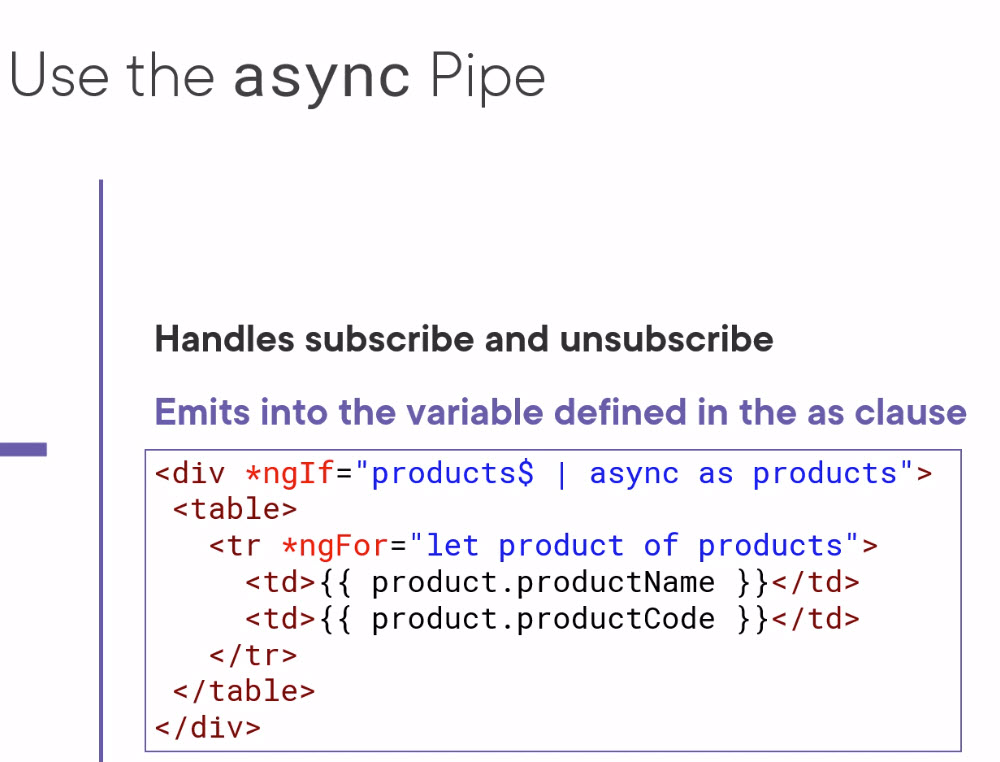 Use the async Pipe
Handles subscribe and unsubscribe
Emits into the variable defined in the as clause
<div *ngIf="products$ | async as products">
<table>
<tr *ngFor="let product of products">
<td>{{ product.productName }}</td>
<td>{{ product.productCode }}</td>
</tr>
</table>
</div>